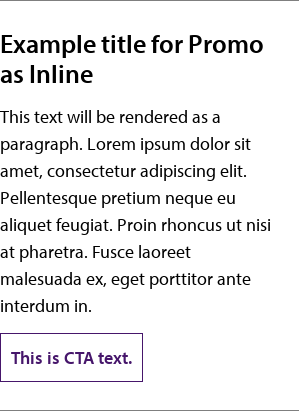 Example title for Promo
as Inline
This text will be rendered as a
paragraph. Lorem ipsum dolor sit
amet, consectetur adipiscing elit.
Pellentesque pretium neque eu
aliquet feugiat. Proin rhoncus ut nisi
at pharetra. Fusce laoreet
malesuada ex, eget porttitor ante
interdum in.
This is CTA text.